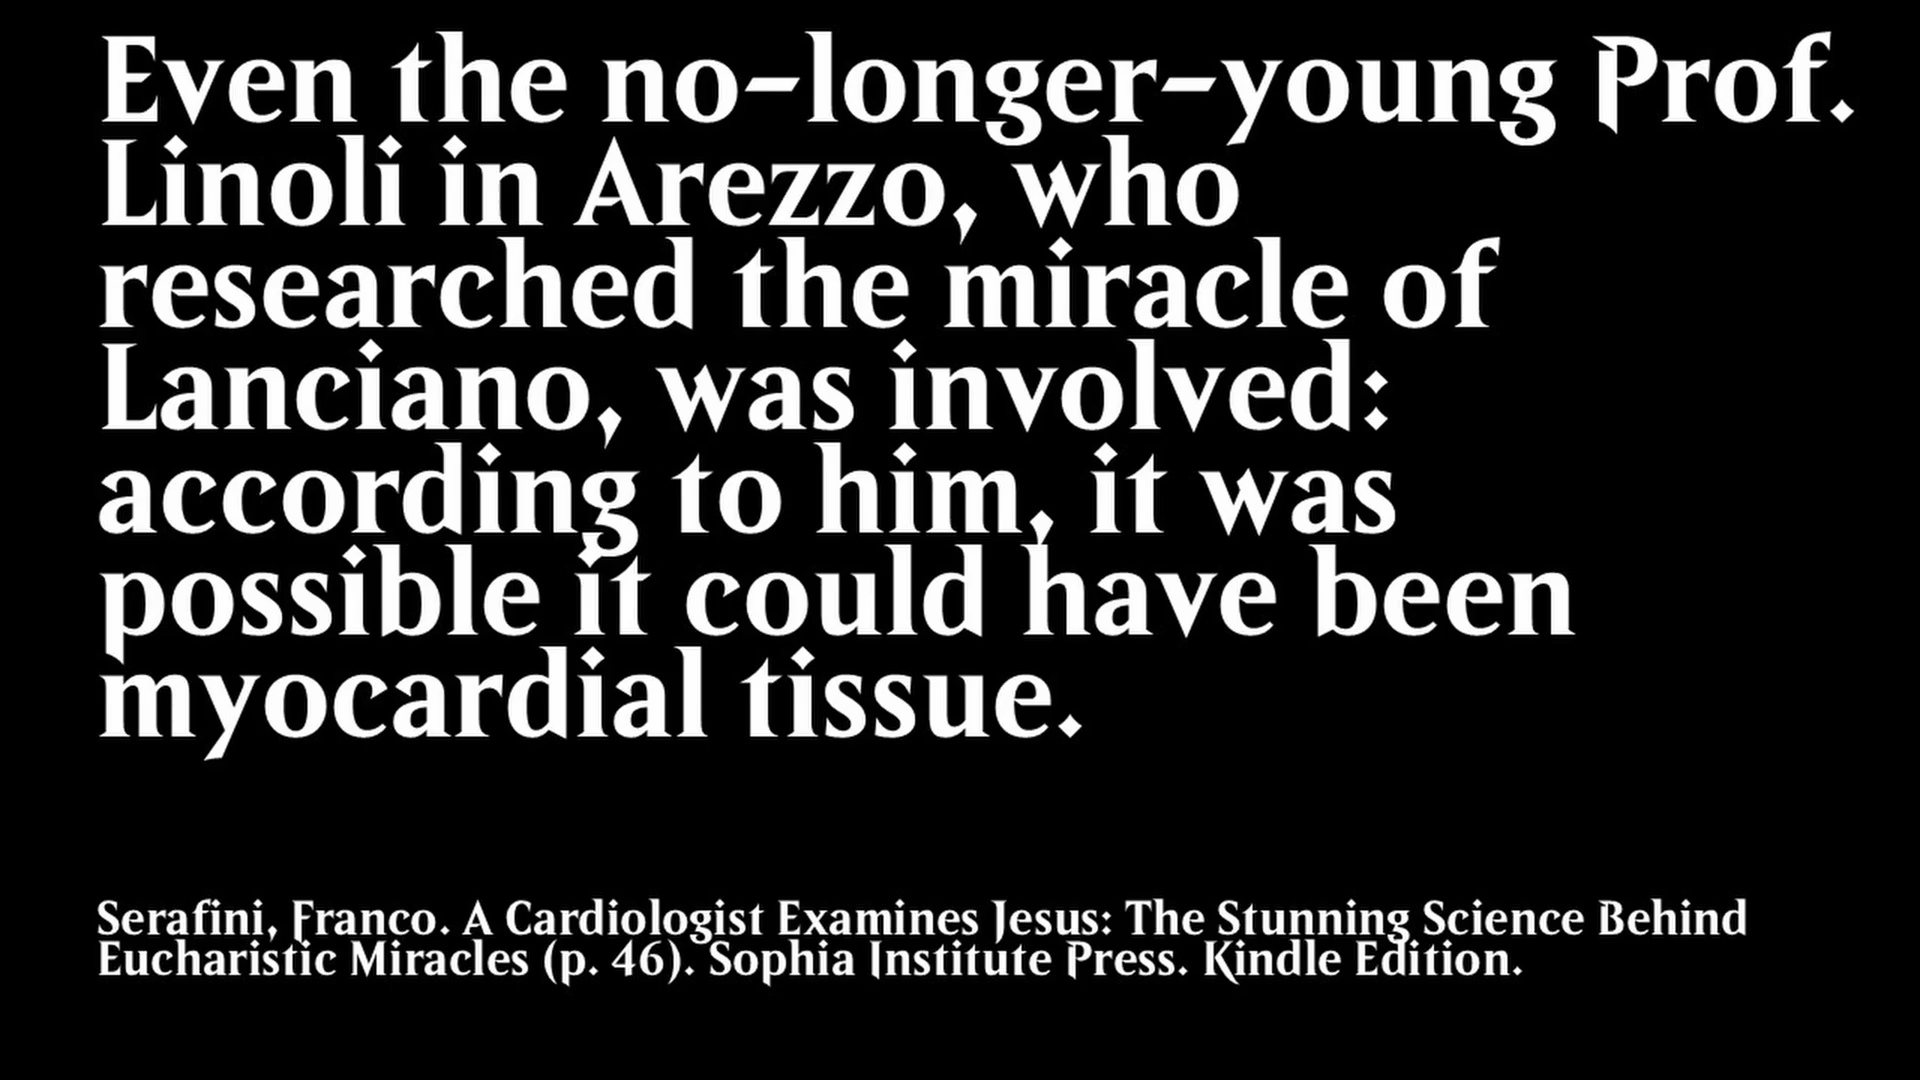 Even the no-longer-young Prof.
Linoli in Arezzo, who
researched the miracle of
Lanciano, was involved:
according to him, it was
possible it could have been
myocardial tissue.
Serafini, Franco. A Cardiologist Examines Jesus: The Stunning Science Behind
Eucharistic Miracles (p. 46). Sophia Institute Press. Kindle Edition.